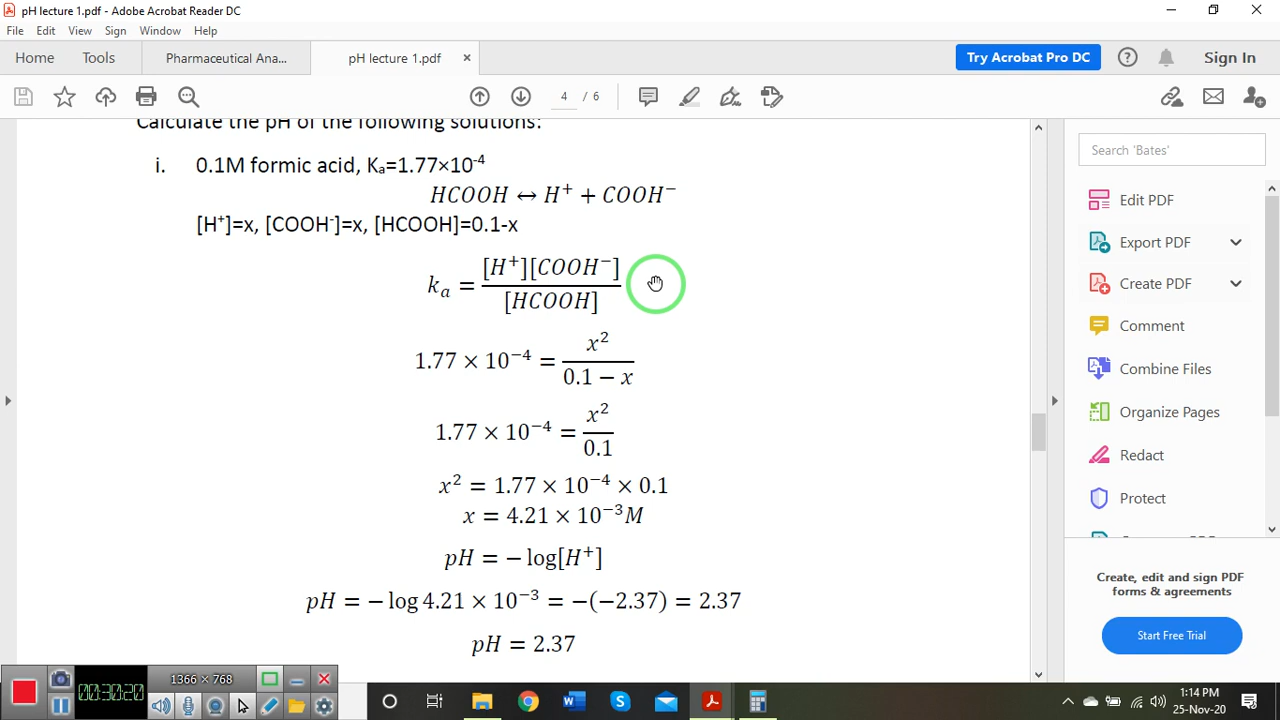 pH lecture 1.pdf - Adobe Acrobat Reader DC
File Edit View Sign Window Help
Home Tools Pharmaceutical Ana... pH lecture 1.pdf × Try Acrobat Pro DC ? Sign In
4 / 6
Calculate the pH of the following solutions:
i. 0.1M formic acid, Kₐ=1.77×10⁻⁴
HCOOH ↔ H⁺ + COOH⁻
[H⁺]=x, [COOH⁻]=x, [HCOOH]=0.1-x
kₐ = [H⁺][COOH⁻] / [HCOOH]
1.77 × 10⁻⁴ = x² / (0.1 − x)
1.77 × 10⁻⁴ = x² / 0.1
x² = 1.77 × 10⁻⁴ × 0.1
x = 4.21 × 10⁻³M
pH = − log[H⁺]
pH = − log 4.21 × 10⁻³ = −(−2.37) = 2.37
pH = 2.37
Search 'Bates'
Edit PDF
Export PDF
Create PDF
Comment
Combine Files
Organize Pages
Redact
Protect
Create, edit and sign PDF
forms & agreements
Start Free Trial
1366 × 768
00:30:20
1:14 PM
25-Nov-20